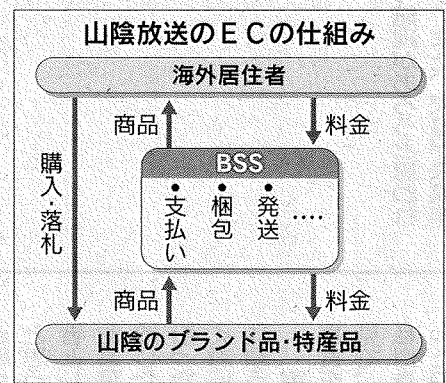 山陰放送のECの仕組み
海外居住者
商品
料金
購入・落札
BSS
・支払い
・梱包
・発送
‥‥
商品
料金
山陰のブランド品・特産品